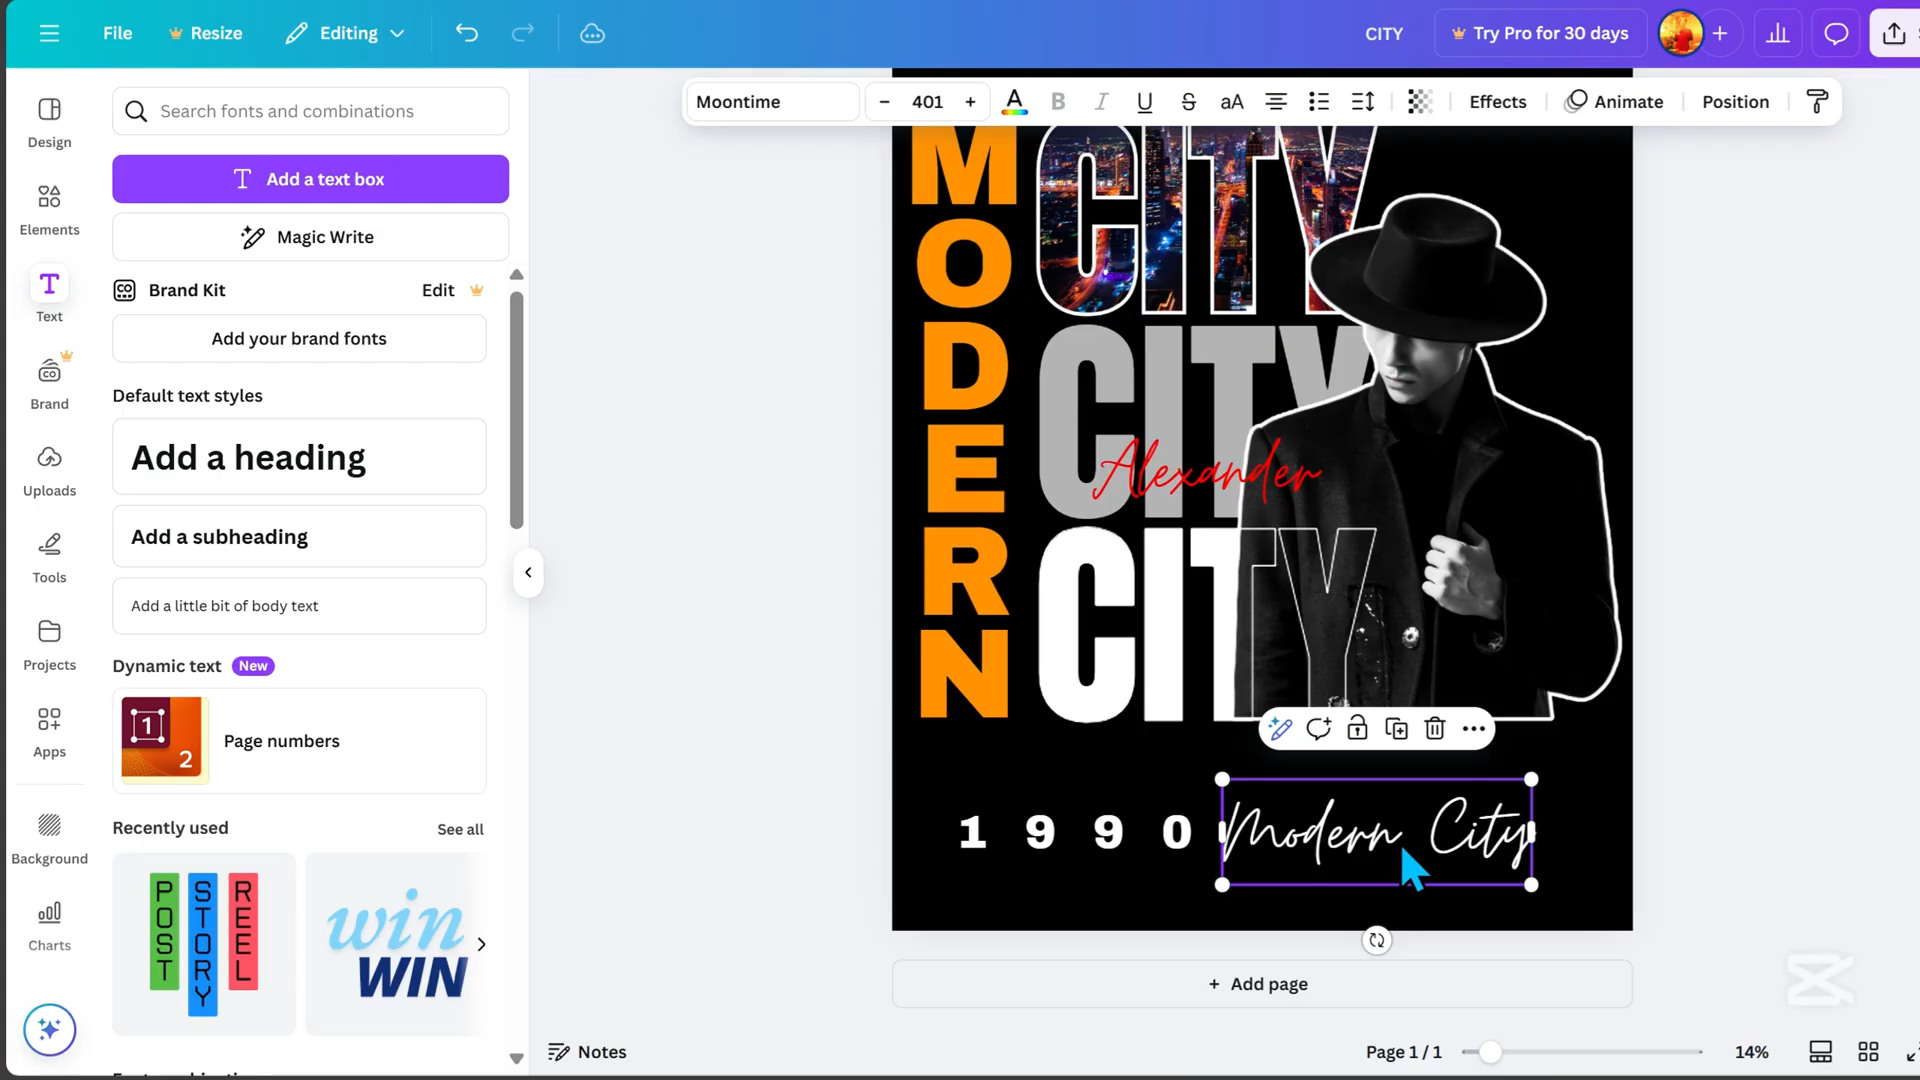 File
Resize
Editing
CITY
Try Pro for 30 days
Design
Elements
Text
Brand
Uploads
Tools
Projects
Apps
Background
Charts
Search fonts and combinations
Add a text box
Magic Write
Brand Kit
Edit
Add your brand fonts
Default text styles
Add a heading
Add a subheading
Add a little bit of body text
Dynamic text New
1
2
Page numbers
Recently used
See all
POST
STORY
REEL
win
WIN
Moontime
- 401 +
A B I U S aA
Effects
Animate
Position
MODERN
CITY
CITY
Alexander
CITY
1 9 9 0
Modern City
+ Add page
Notes
Page 1 / 1
14%